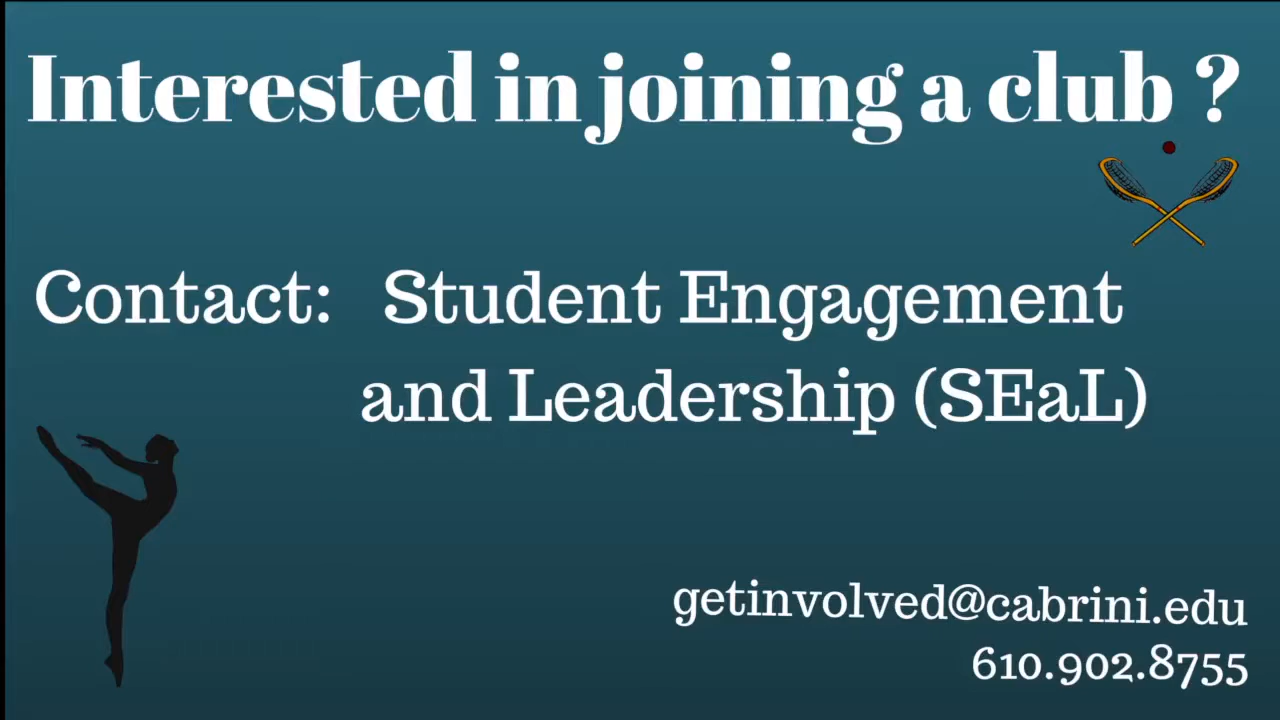 Interested in joining a club ?
Contact: Student Engagement
and Leadership (SEaL)
getinvolved@cabrini.edu
610.902.8755